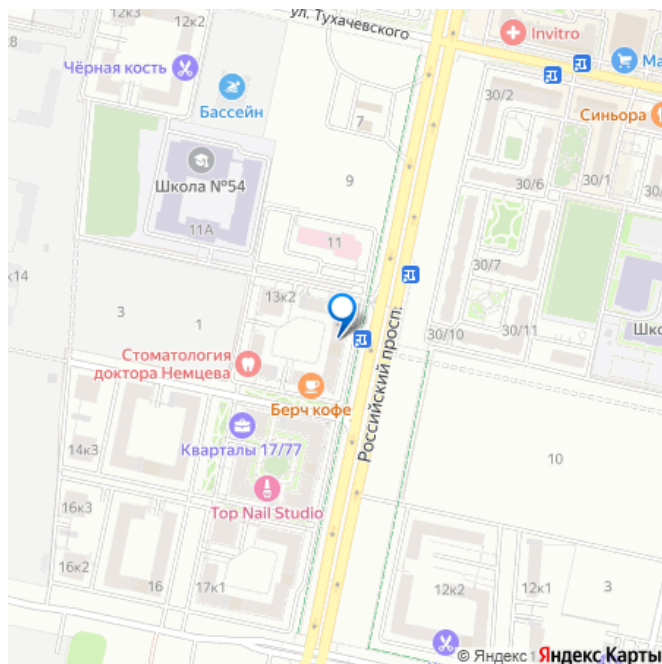 12к2
ул. Тухачевского
Invitro
Ма
Чёрная кость
Бассейн
30/2
Синьора
7
Школа №54
9
30/6
30/1
30/
11А
11
30/7
к14
13к2
3
1
30/10
30/11
Шко
Российский просп.
Стоматология
доктора Немцева
Берч кофе
Кварталы 17/77
14к3
10
Top Nail Studio
16к3
16к2
16
17к1
12к2
12к1
3
© Яндекс
Яндекс Карты